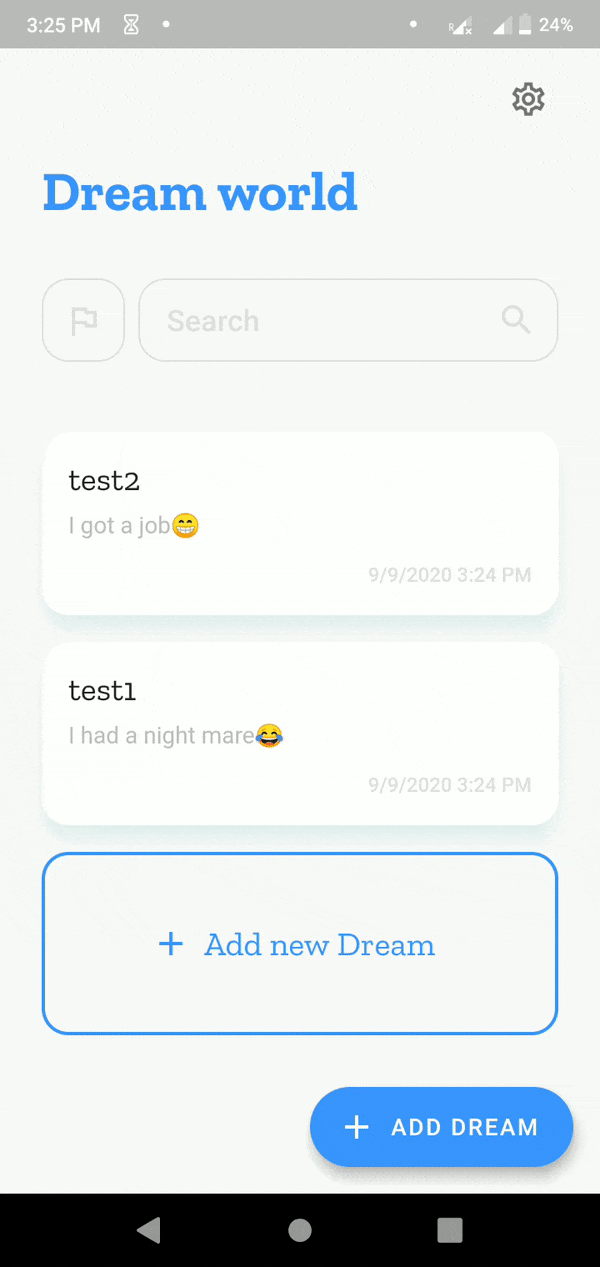 3:25 PM
24%
Dream world
Search
test2
I got a job😁
9/9/2020 3:24 PM
test1
I had a night mare😂
9/9/2020 3:24 PM
+ Add new Dream
+ ADD DREAM